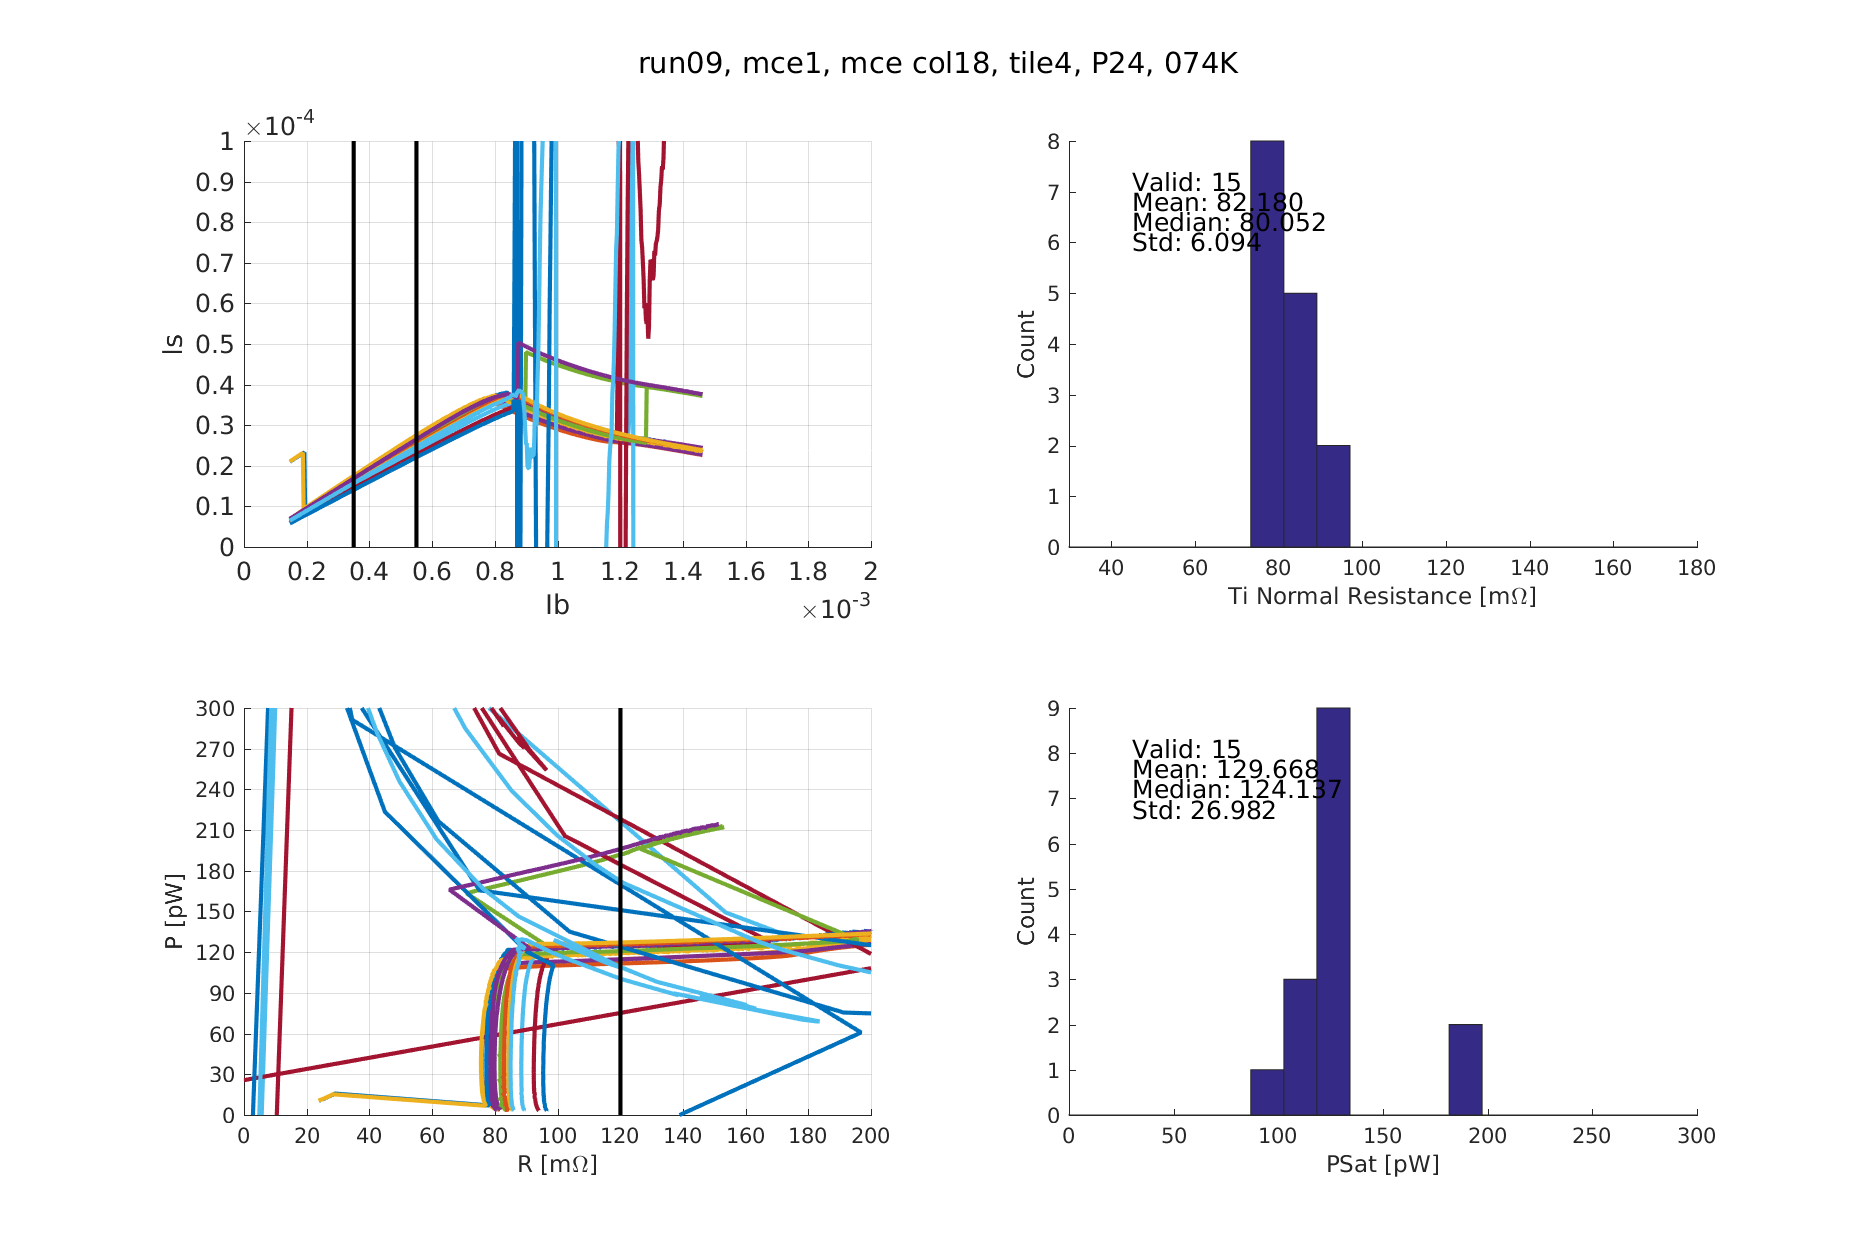 run09, mce1, mce col18, tile4, P24, 074K
×10-4
1
0.9
0.8
0.7
0.6
0.5
0.4
0.3
0.2
0.1
0
Is
0 0.2 0.4 0.6 0.8 1 1.2 1.4 1.6 1.8 2
Ib
×10-3
8
7
6
5
4
3
2
1
0
Count
Valid: 15
Mean: 82.180
Median: 80.052
Std: 6.094
40 60 80 100 120 140 160 180
Ti Normal Resistance [mΩ]
300
270
240
210
180
150
120
90
60
30
0
P [pW]
0 20 40 60 80 100 120 140 160 180 200
R [mΩ]
9
8
7
6
5
4
3
2
1
0
Count
Valid: 15
Mean: 129.668
Median: 124.137
Std: 26.982
0 50 100 150 200 250 300
PSat [pW]